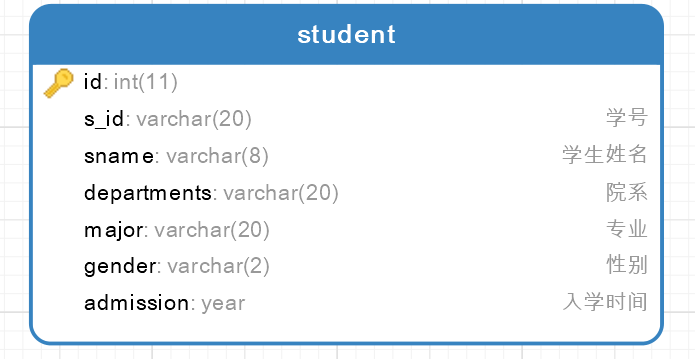 student
id: int(11)
s_id: varchar(20) 学号
sname: varchar(8) 学生姓名
departments: varchar(20) 院系
major: varchar(20) 专业
gender: varchar(2) 性别
admission: year 入学时间